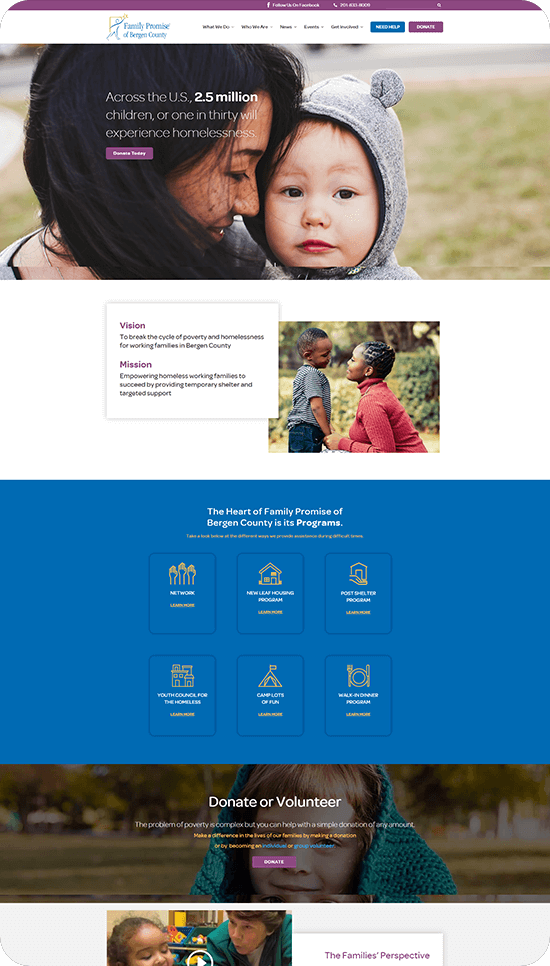 Follow Us On Facebook 201-833-8009
Family Promise®
of Bergen County
What We Do Who We Are News Events Get Involved NEED HELP DONATE
Across the U.S., 2.5 million
children, or one in thirty will
experience homelessness.
Donate Today
Vision
To break the cycle of poverty and homelessness
for working families in Bergen County
Mission
Empowering homeless working families to
succeed by providing temporary shelter and
targeted support
The Heart of Family Promise of
Bergen County is its Programs.
Take a look below at the different ways we provide assistance during difficult times.
NETWORK
LEARN MORE
NEW LEAF HOUSING
PROGRAM
LEARN MORE
POST SHELTER
PROGRAM
LEARN MORE
YOUTH COUNCIL FOR
THE HOMELESS
LEARN MORE
CAMP LOTS
OF FUN
LEARN MORE
WALK-IN DINNER
PROGRAM
LEARN MORE
Donate or Volunteer
The problem of poverty is complex but you can help with a simple donation of any amount.
Make a difference in the lives of our families by making a donation
or by becoming an individual or group volunteer.
DONATE
The Families' Perspective